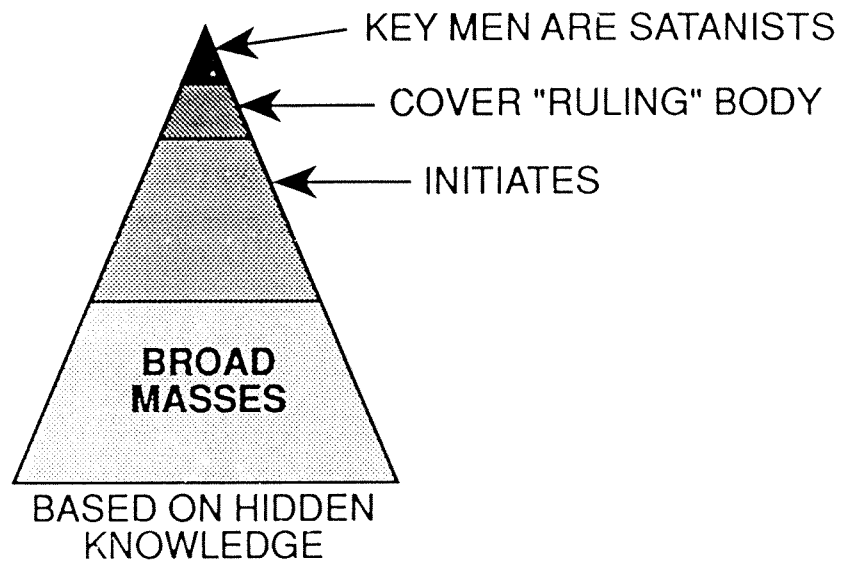 KEY MEN ARE SATANISTS
COVER "RULING" BODY
INITIATES
BROAD
MASSES
BASED ON HIDDEN
KNOWLEDGE